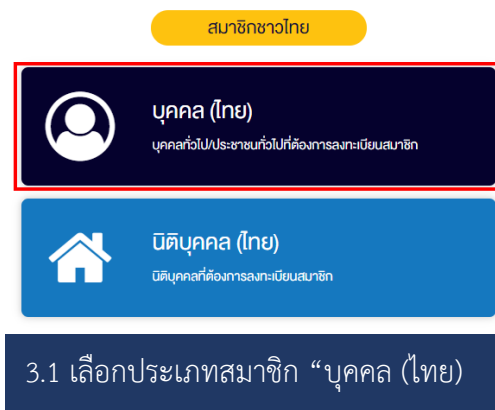 สมาชิกชาวไทย
บุคคล (ไทย)
บุคคลทั่วไป/ประชาชนทั่วไปที่ต้องการลงทะเบียนสมาชิก
นิติบุคคล (ไทย)
นิติบุคคลที่ต้องการลงทะเบียนสมาชิก
3.1 เลือกประเภทสมาชิก “บุคคล (ไทย)